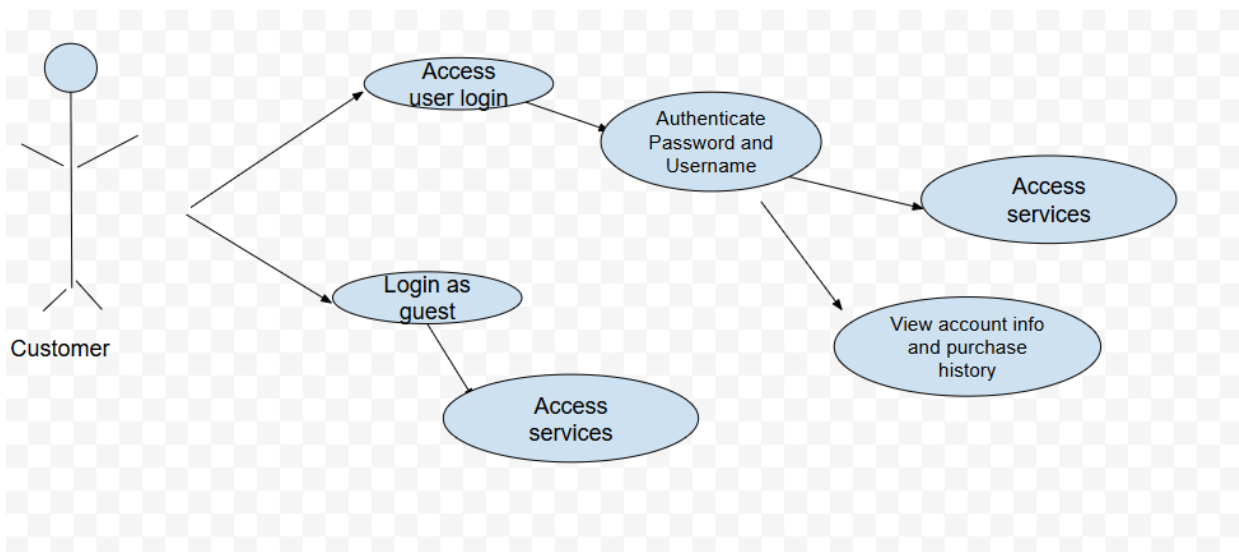 Access
user login
Authenticate
Password and
Username
Access
services
Login as
guest
View account info
and purchase
history
Customer
Access
services